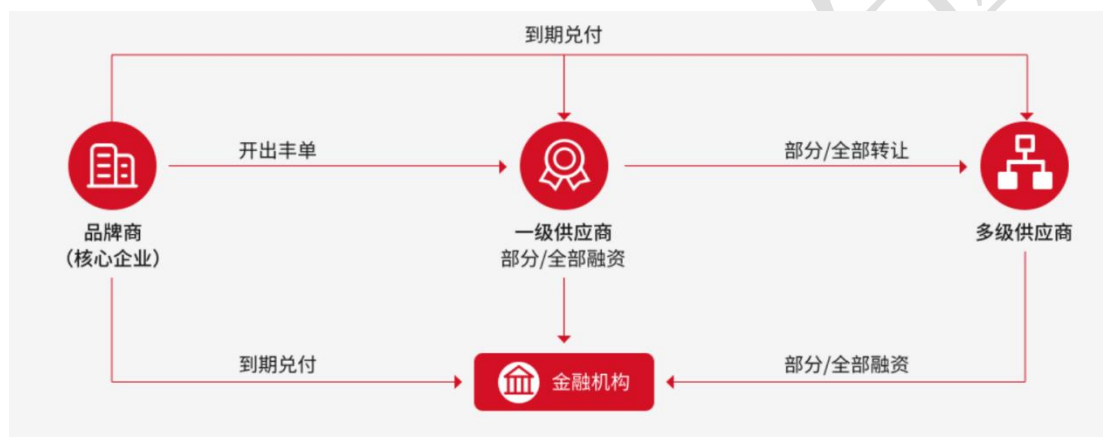 到期兑付
开出丰单
部分/全部转让
品牌商
（核心企业）
一级供应商
部分/全部融资
多级供应商
到期兑付
金融机构
部分/全部融资